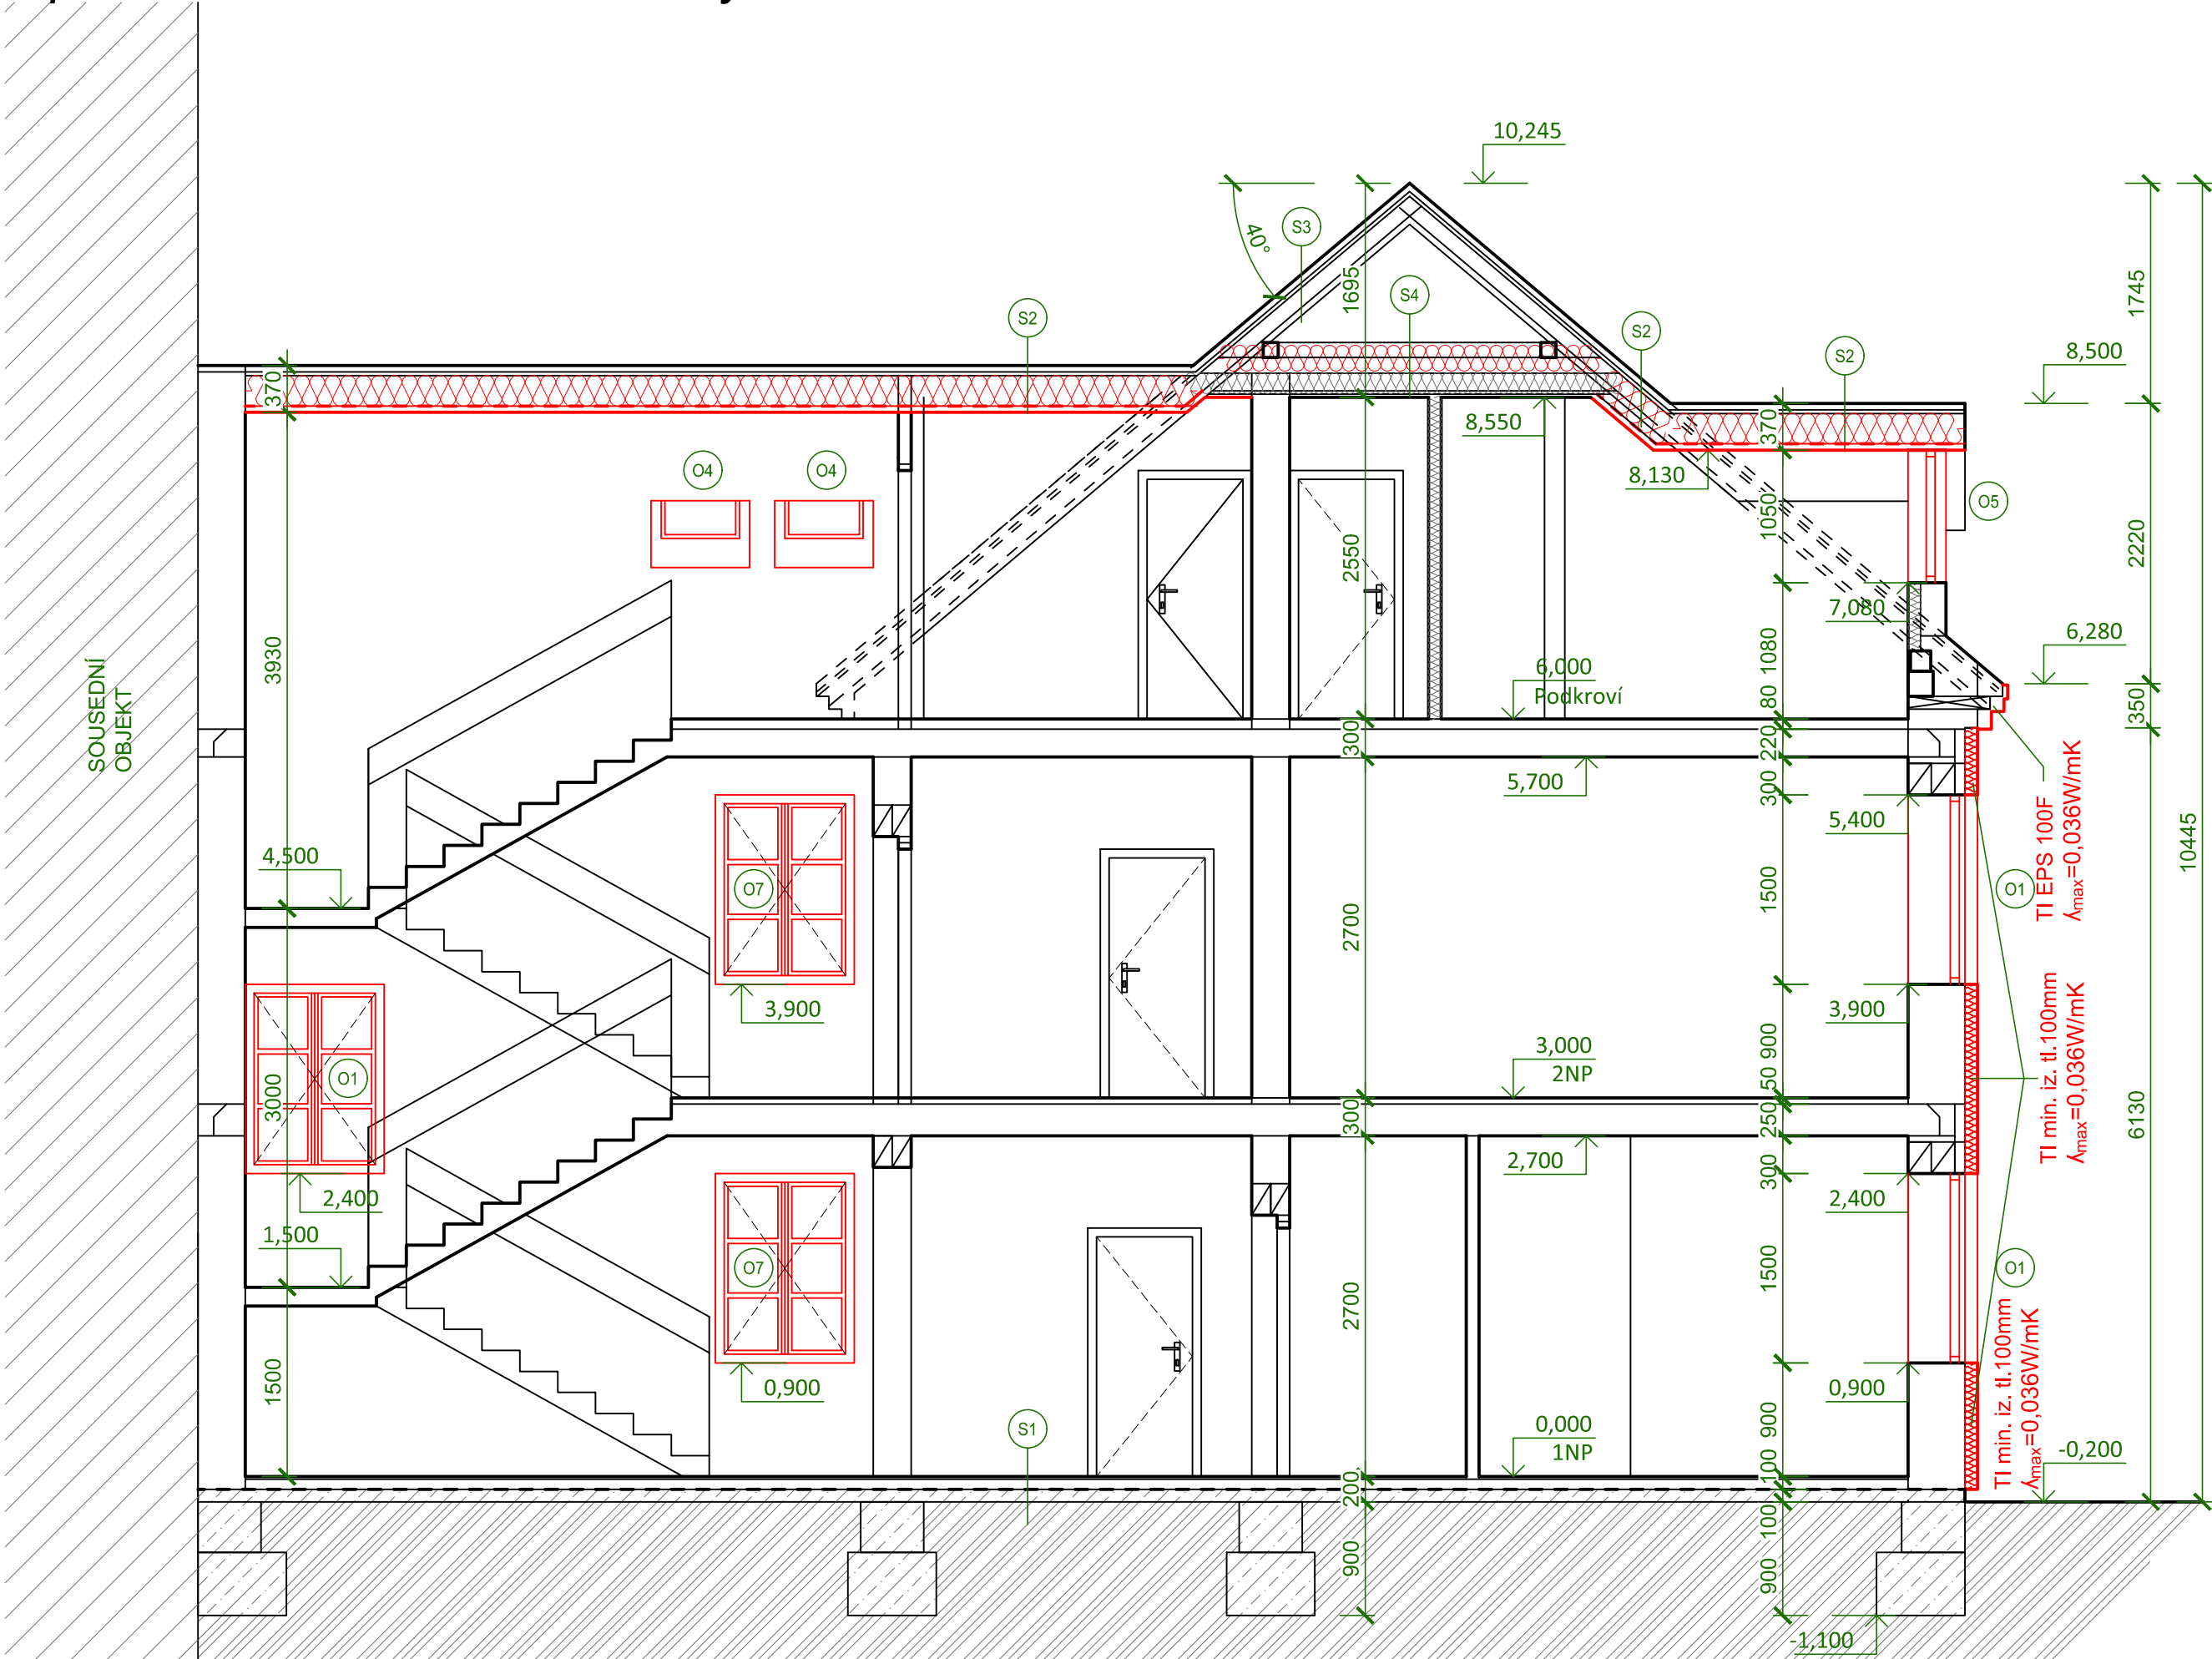 10,245
40°
S3
S4
S2
S2
S2
1695
1745
8,500
370
370
8,550
8,130
O4
O4
O5
1050
2550
2220
7,080
6,280
3930
1080
6,000
Podkroví
80
350
SOUSEDNÍ
OBJEKT
300
220
5,700
300
5,400
TI EPS 100F
λmax=0,036W/mK
10445
4,500
O7
O1
1500
2700
3,900
3,900
TI min. iz. tl.100mm
λmax=0,036W/mK
900
3,000
2NP
O1
3000
50
300
250
6130
2,700
300
2,400
2,400
1,500
O7
O1
1500
2700
TI min. iz. tl.100mm
λmax=0,036W/mK
1500
0,900
0,900
S1
0,000
1NP
900
-0,200
200
100
100
900
900
-1,100